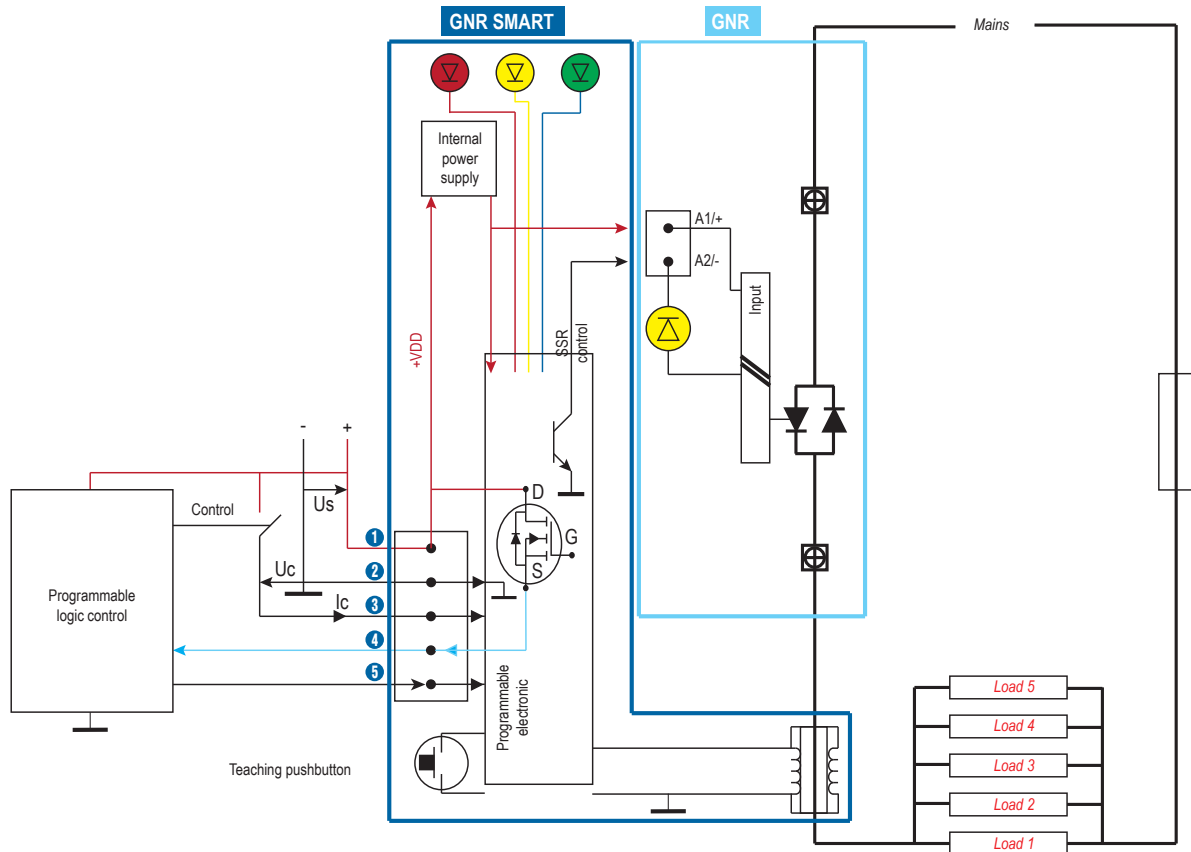 GNR SMART
GNR
Mains
Internal
power
supply
A1/+
A2/-
Input
SSR
control
+VDD
-
+
Us
Control
D
G
S
1
Uc
2
Ic
3
4
5
Programmable
logic control
Programmable
electronic
Teaching pushbutton
Load 5
Load 4
Load 3
Load 2
Load 1